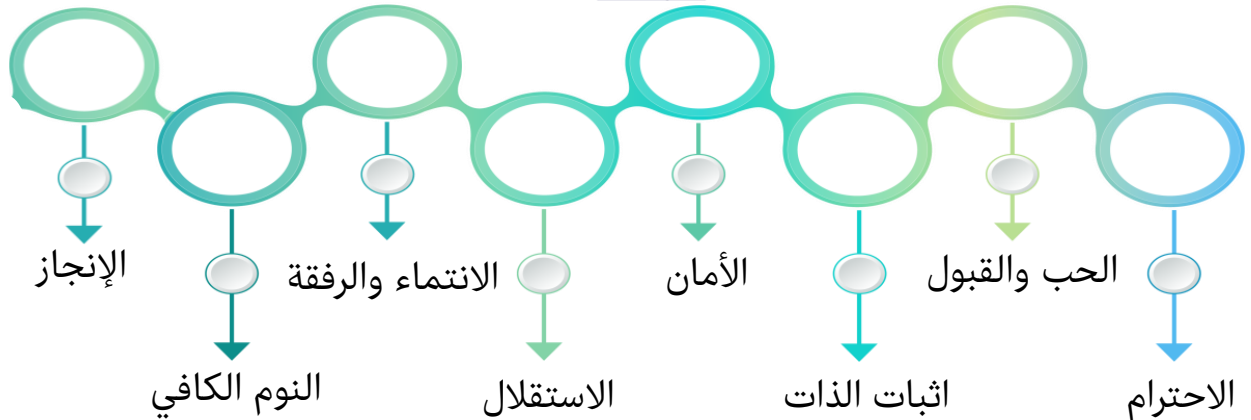 الاحترام
الحب والقبول
اثبات الذات
الأمان
الاستقلال
الانتماء والرفقة
النوم الكافي
الإنجاز